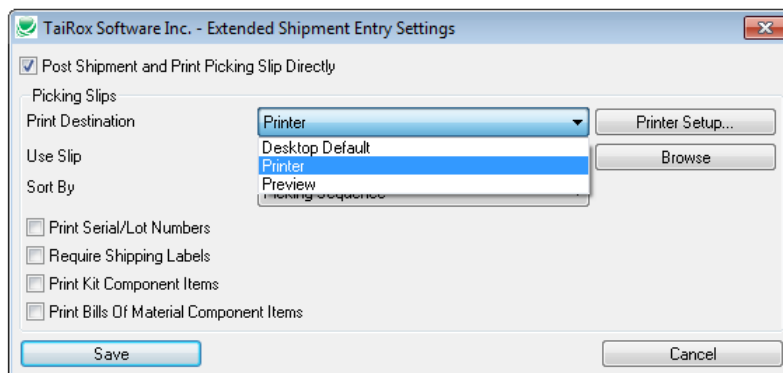 TaiRox Software Inc. - Extended Shipment Entry Settings
Post Shipment and Print Picking Slip Directly
Picking Slips
Print Destination
Printer
Printer Setup...
Desktop Default
Printer
Preview
Use Slip
Browse
Sort By
Picking Sequence
Print Serial/Lot Numbers
Require Shipping Labels
Print Kit Component Items
Print Bills Of Material Component Items
Save
Cancel